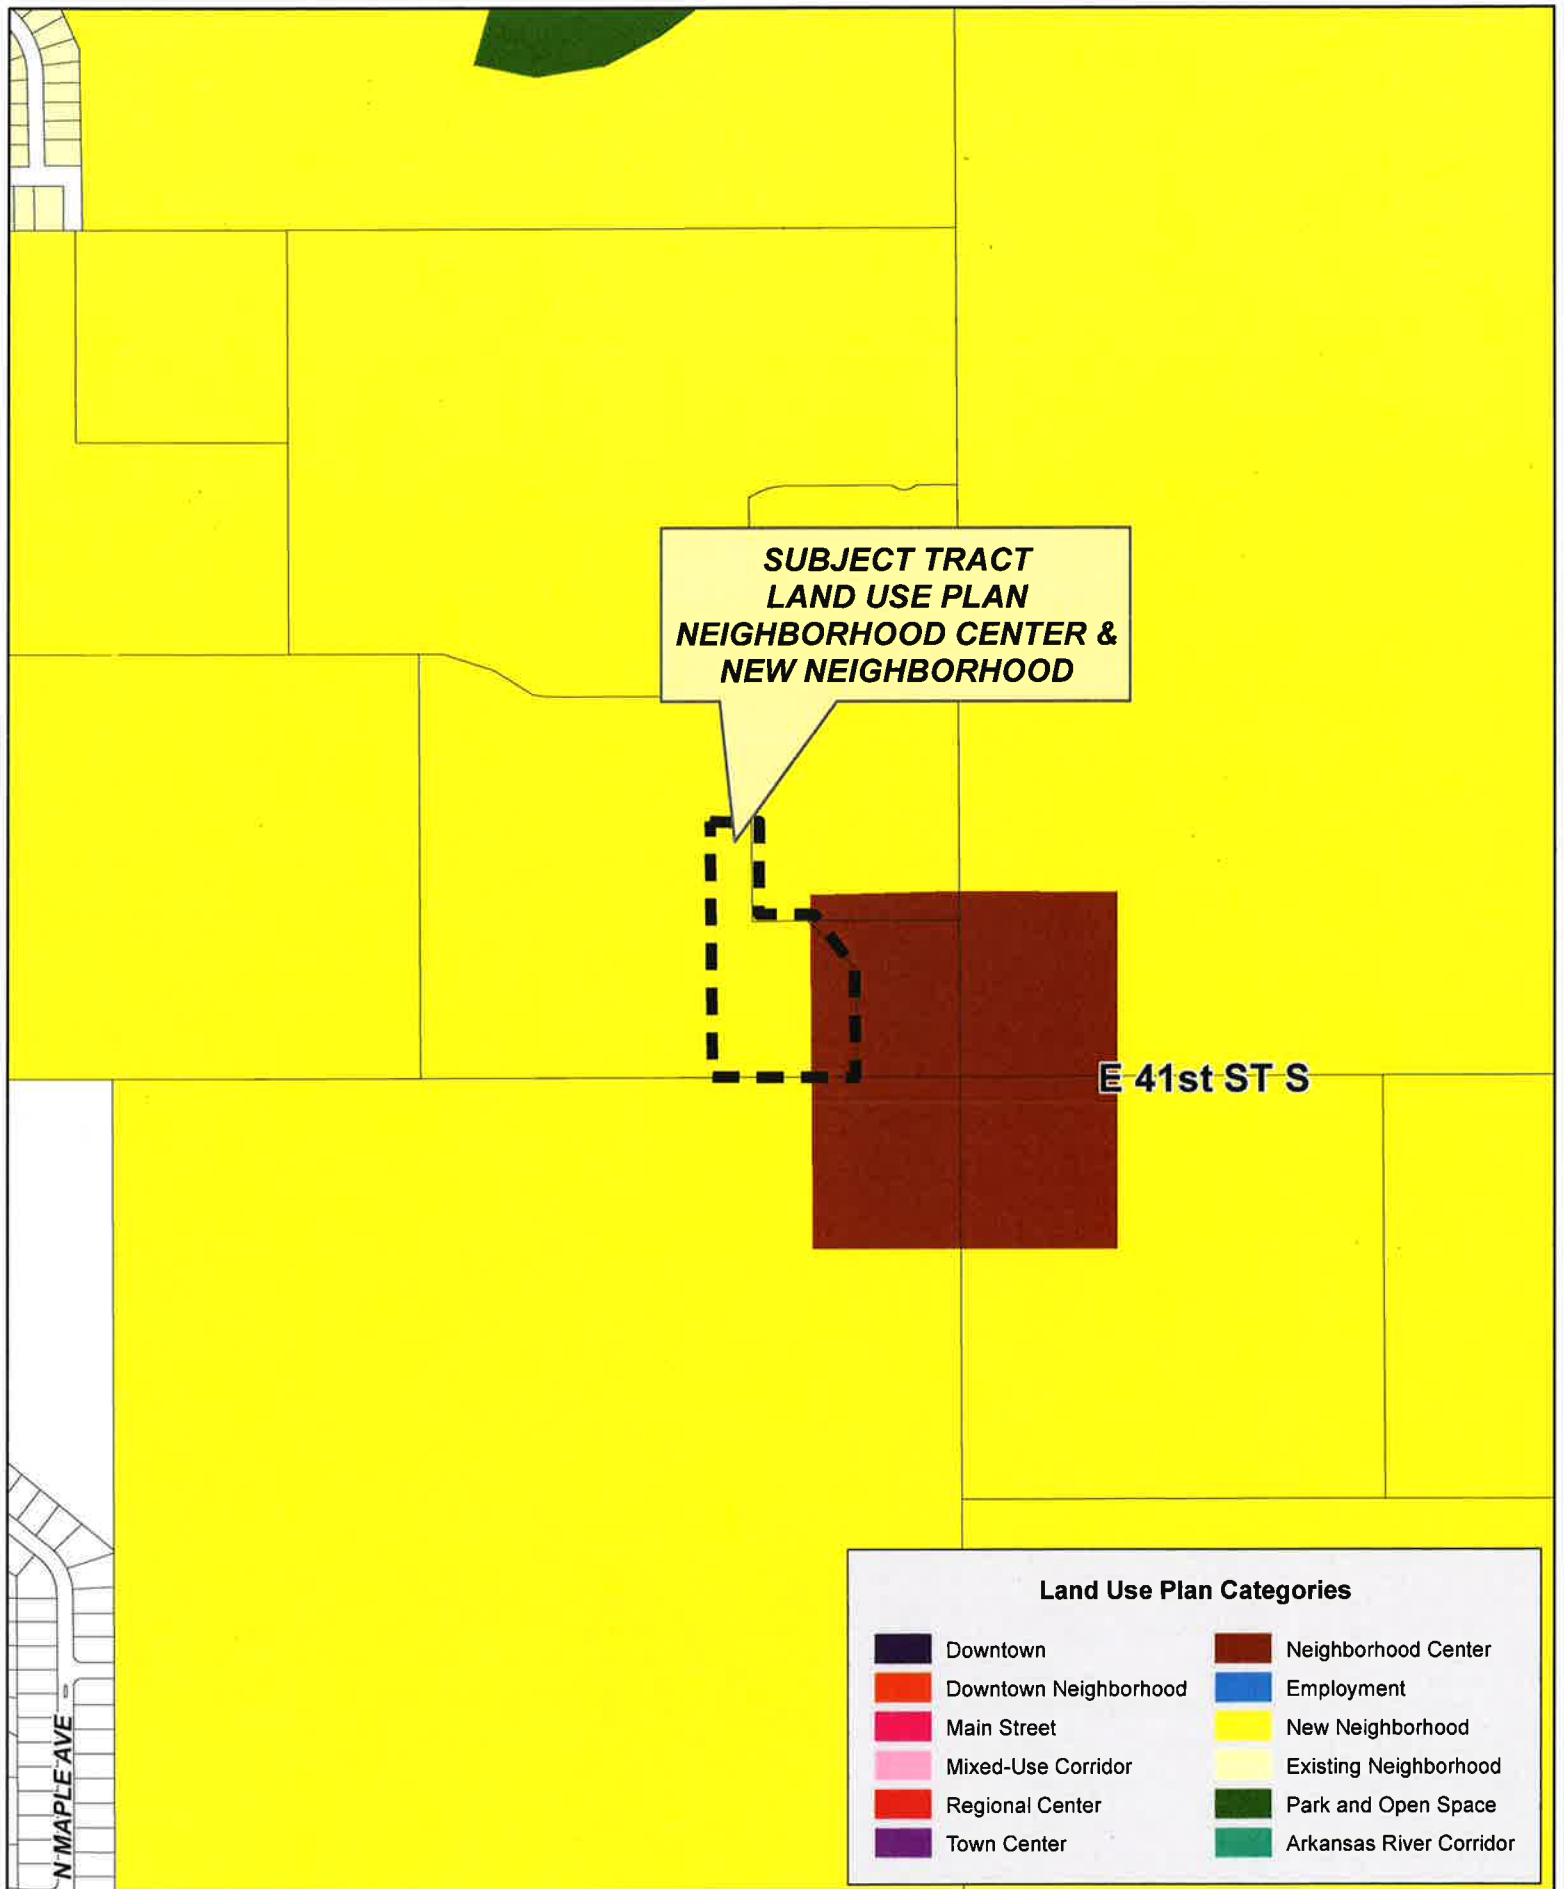 SUBJECT TRACT
LAND USE PLAN
NEIGHBORHOOD CENTER &
NEW NEIGHBORHOOD
E 41st ST S
N MAPLE AVE
Land Use Plan Categories
Downtown
Downtown Neighborhood
Main Street
Mixed-Use Corridor
Regional Center
Town Center
Neighborhood Center
Employment
New Neighborhood
Existing Neighborhood
Park and Open Space
Arkansas River Corridor